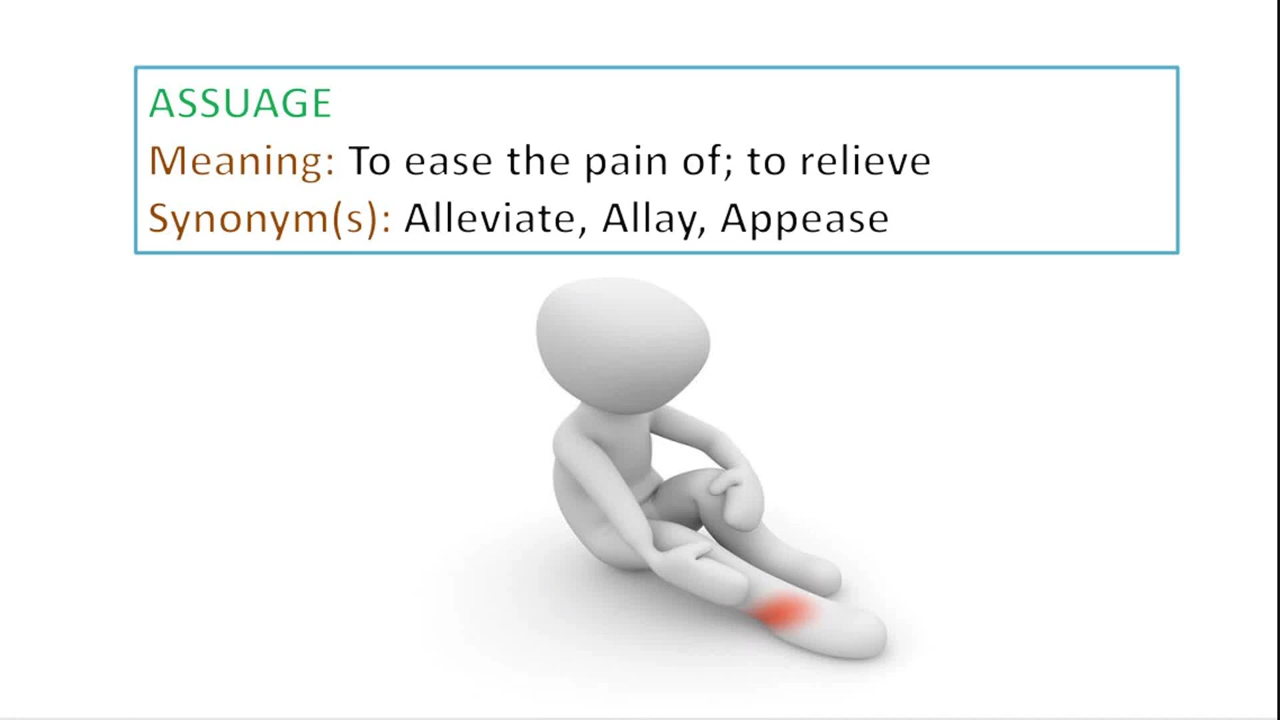 ASSUAGE
Meaning: To ease the pain of; to relieve
Synonym(s): Alleviate, Allay, Appease